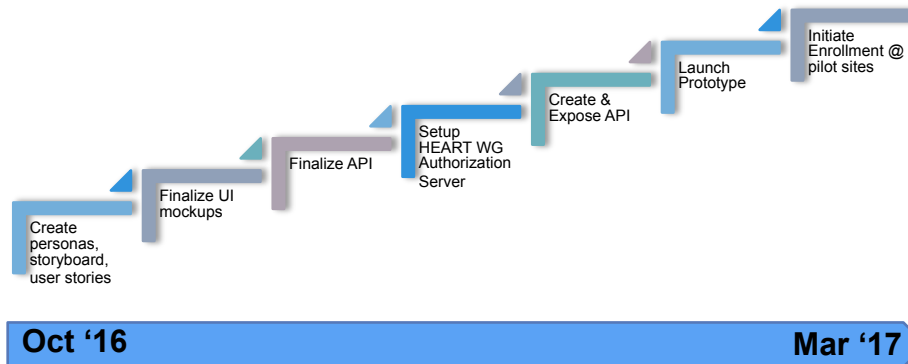 Create
personas,
storyboard,
user stories
Finalize UI
mockups
Finalize API
Setup
HEART WG
Authorization
Server
Create &
Expose API
Launch
Prototype
Initiate
Enrollment @
pilot sites
Oct ‘16
Mar ‘17